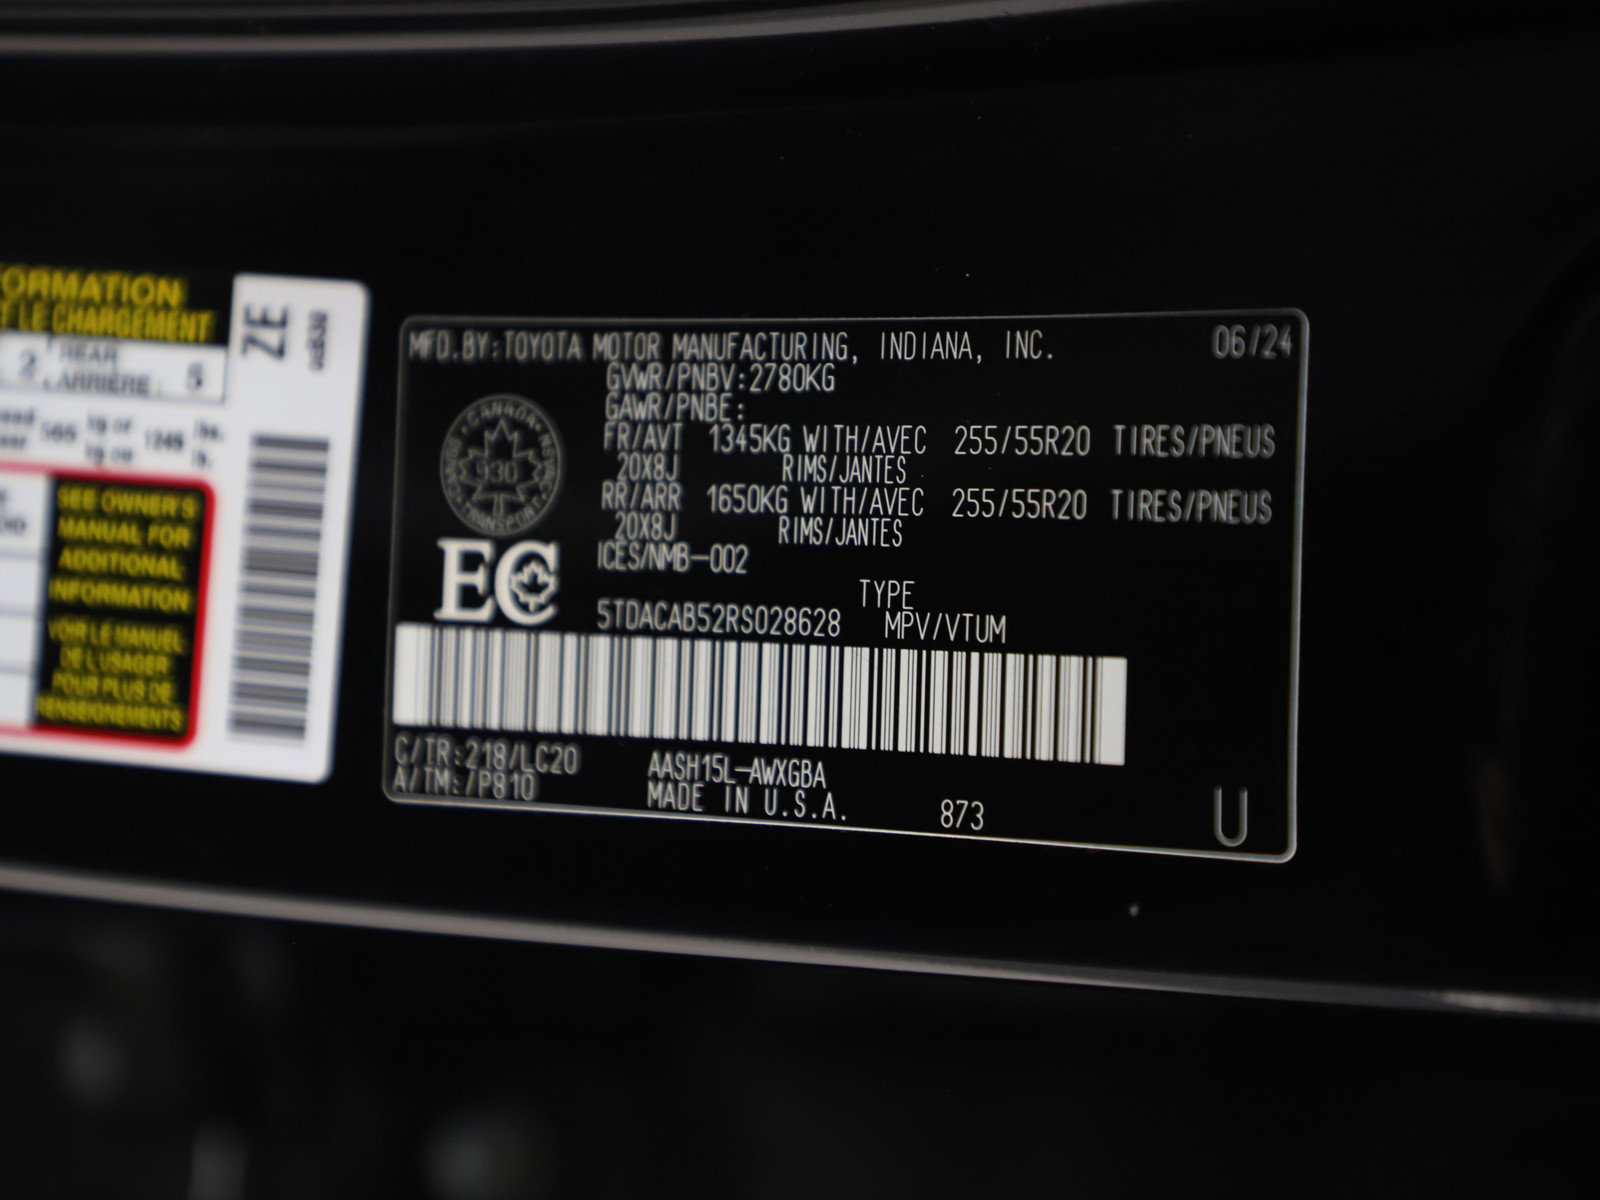 FORMATION
T LE CHARGEMENT
2 REAR
ARRIÈRE: 5
SEE OWNER'S
MANUAL FOR
ADDITIONAL
INFORMATION
VOIR LE MANUEL
DE L'USAGER
POUR PLUS DE
RENSEIGNEMENTS
ZE
MFD.BY:TOYOTA MOTOR MANUFACTURING, INDIANA, INC. 06/24
GVWR/PNBV:2780KG
GAWR/PNBE:
FR/AVT 1345KG WITH/AVEC 255/55R20 TIRES/PNEUS
20X8J RIMS/JANTES
RR/ARR 1650KG WITH/AVEC 255/55R20 TIRES/PNEUS
20X8J RIMS/JANTES
ICES/NMB-002
CANADA
TRANSPORT
930
EC
TYPE
5TDACAB52RS028628 MPV/VTUM
C/TR:218/LC20 AASH15L-AWXGBA
A/TM:/P810 MADE IN U.S.A. 873 U